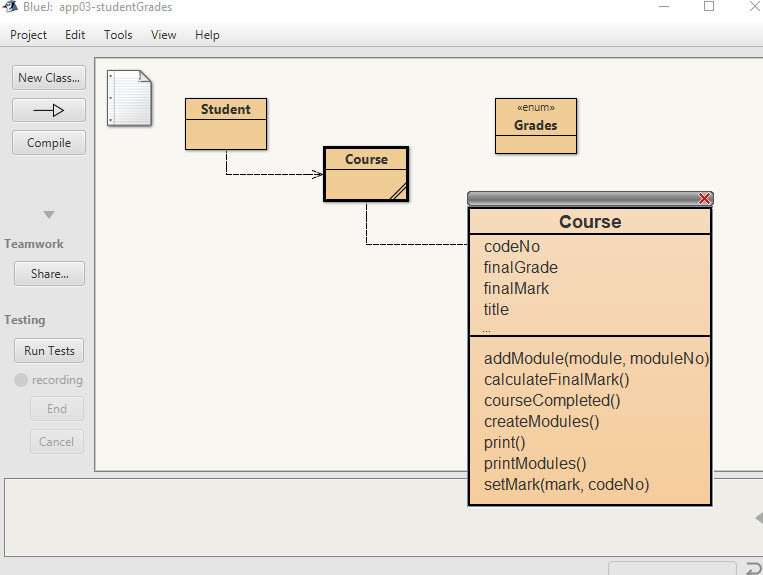 BlueJ: app03-studentGrades
Project Edit Tools View Help
New Class...
Compile
Teamwork
Share...
Testing
Run Tests
recording
End
Cancel
Student
Course
«enum»
Grades
Course
codeNo
finalGrade
finalMark
title
...
addModule(module, moduleNo)
calculateFinalMark()
courseCompleted()
createModules()
print()
printModules()
setMark(mark, codeNo)